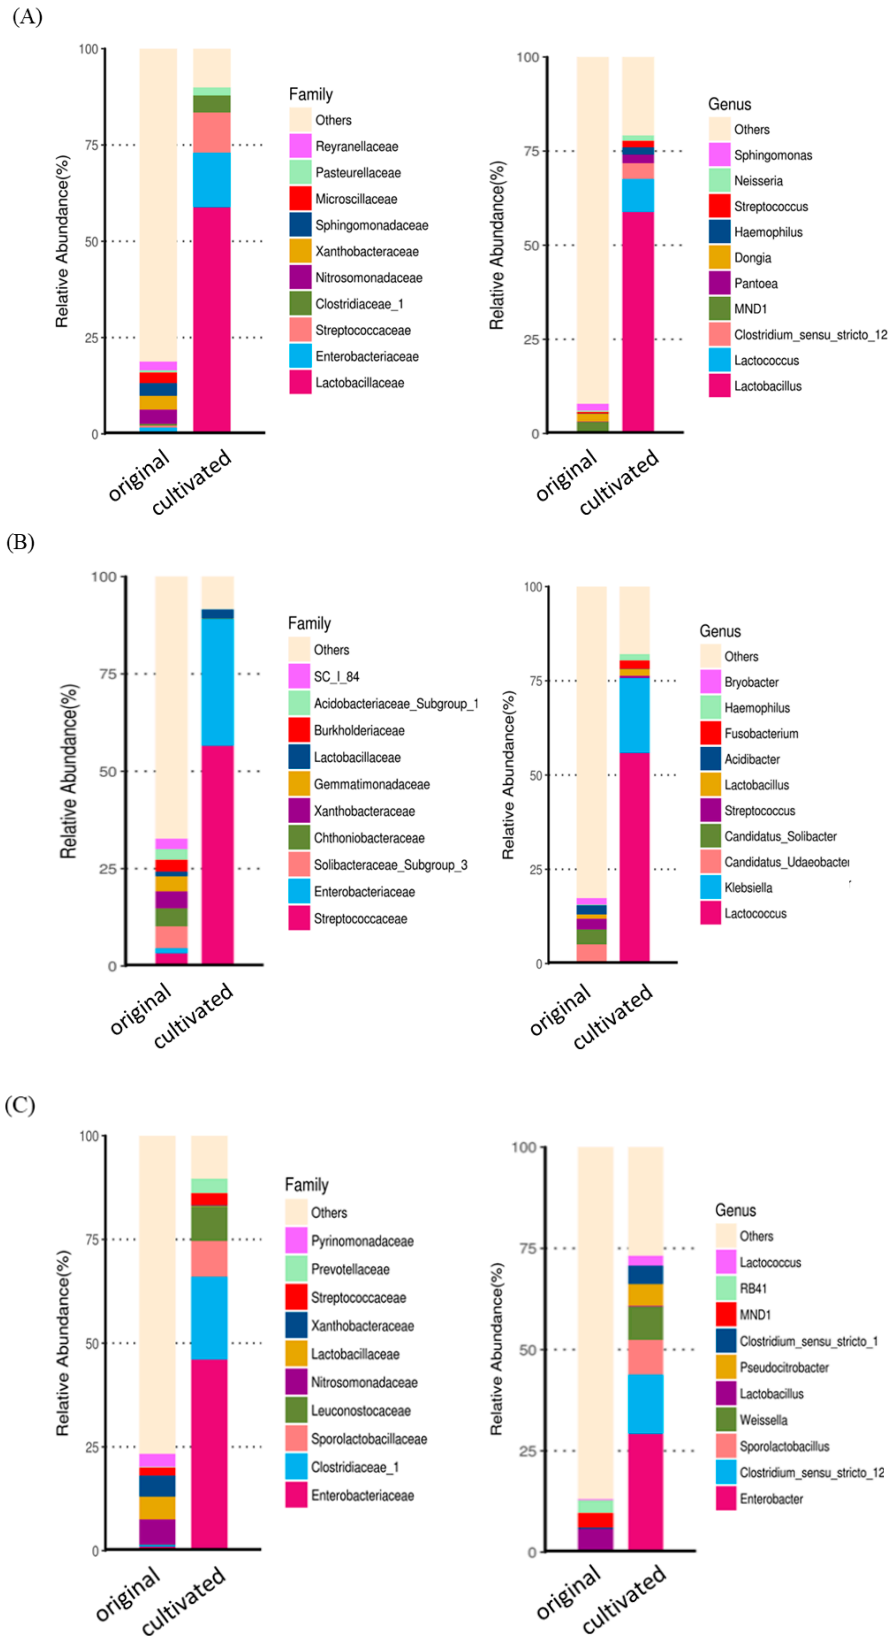 (A)
100
75
50
25
0
Relative Abundance(%)
original
cultivated
Family
Others
Reyranellaceae
Pasteurellaceae
Microscillaceae
Sphingomonadaceae
Xanthobacteraceae
Nitrosomonadaceae
Clostridiaceae_1
Streptococcaceae
Enterobacteriaceae
Lactobacillaceae
100
75
50
25
0
Relative Abundance(%)
original
cultivated
Genus
Others
Sphingomonas
Neisseria
Streptococcus
Haemophilus
Dongia
Pantoea
MND1
Clostridium_sensu_stricto_12
Lactococcus
Lactobacillus
(B)
100
75
50
25
0
Relative Abundance(%)
original
cultivated
Family
Others
SC_I_84
Acidobacteriaceae_Subgroup_1
Burkholderiaceae
Lactobacillaceae
Gemmatimonadaceae
Xanthobacteraceae
Chthoniobacteraceae
Solibacteraceae_Subgroup_3
Enterobacteriaceae
Streptococcaceae
100
75
50
25
0
Relative Abundance(%)
original
cultivated
Genus
Others
Bryobacter
Haemophilus
Fusobacterium
Acidibacter
Lactobacillus
Streptococcus
Candidatus_Solibacter
Candidatus_Udaeobacter
Klebsiella
Lactococcus
(C)
100
75
50
25
0
Relative Abundance(%)
original
cultivated
Family
Others
Pyrinomonadaceae
Prevotellaceae
Streptococcaceae
Xanthobacteraceae
Lactobacillaceae
Nitrosomonadaceae
Leuconostocaceae
Sporolactobacillaceae
Clostridiaceae_1
Enterobacteriaceae
100
75
50
25
0
Relative Abundance(%)
original
cultivated
Genus
Others
Lactococcus
RB41
MND1
Clostridium_sensu_stricto_1
Pseudocitrobacter
Lactobacillus
Weissella
Sporolactobacillus
Clostridium_sensu_stricto_12
Enterobacter